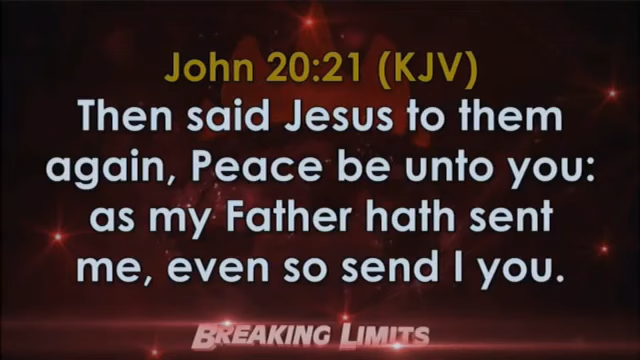 John 20:21 (KJV)
Then said Jesus to them
again, Peace be unto you:
as my Father hath sent
me, even so send I you.
BREAKING LIMITS